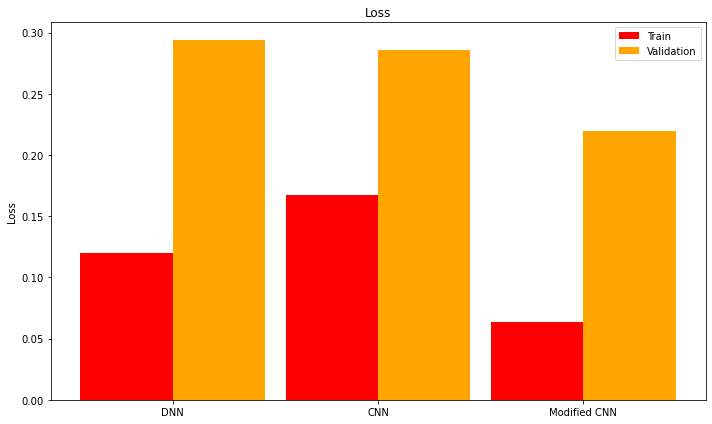 Loss
Train
Validation
Loss
0.30
0.25
0.20
0.15
0.10
0.05
0.00
DNN
CNN
Modified CNN